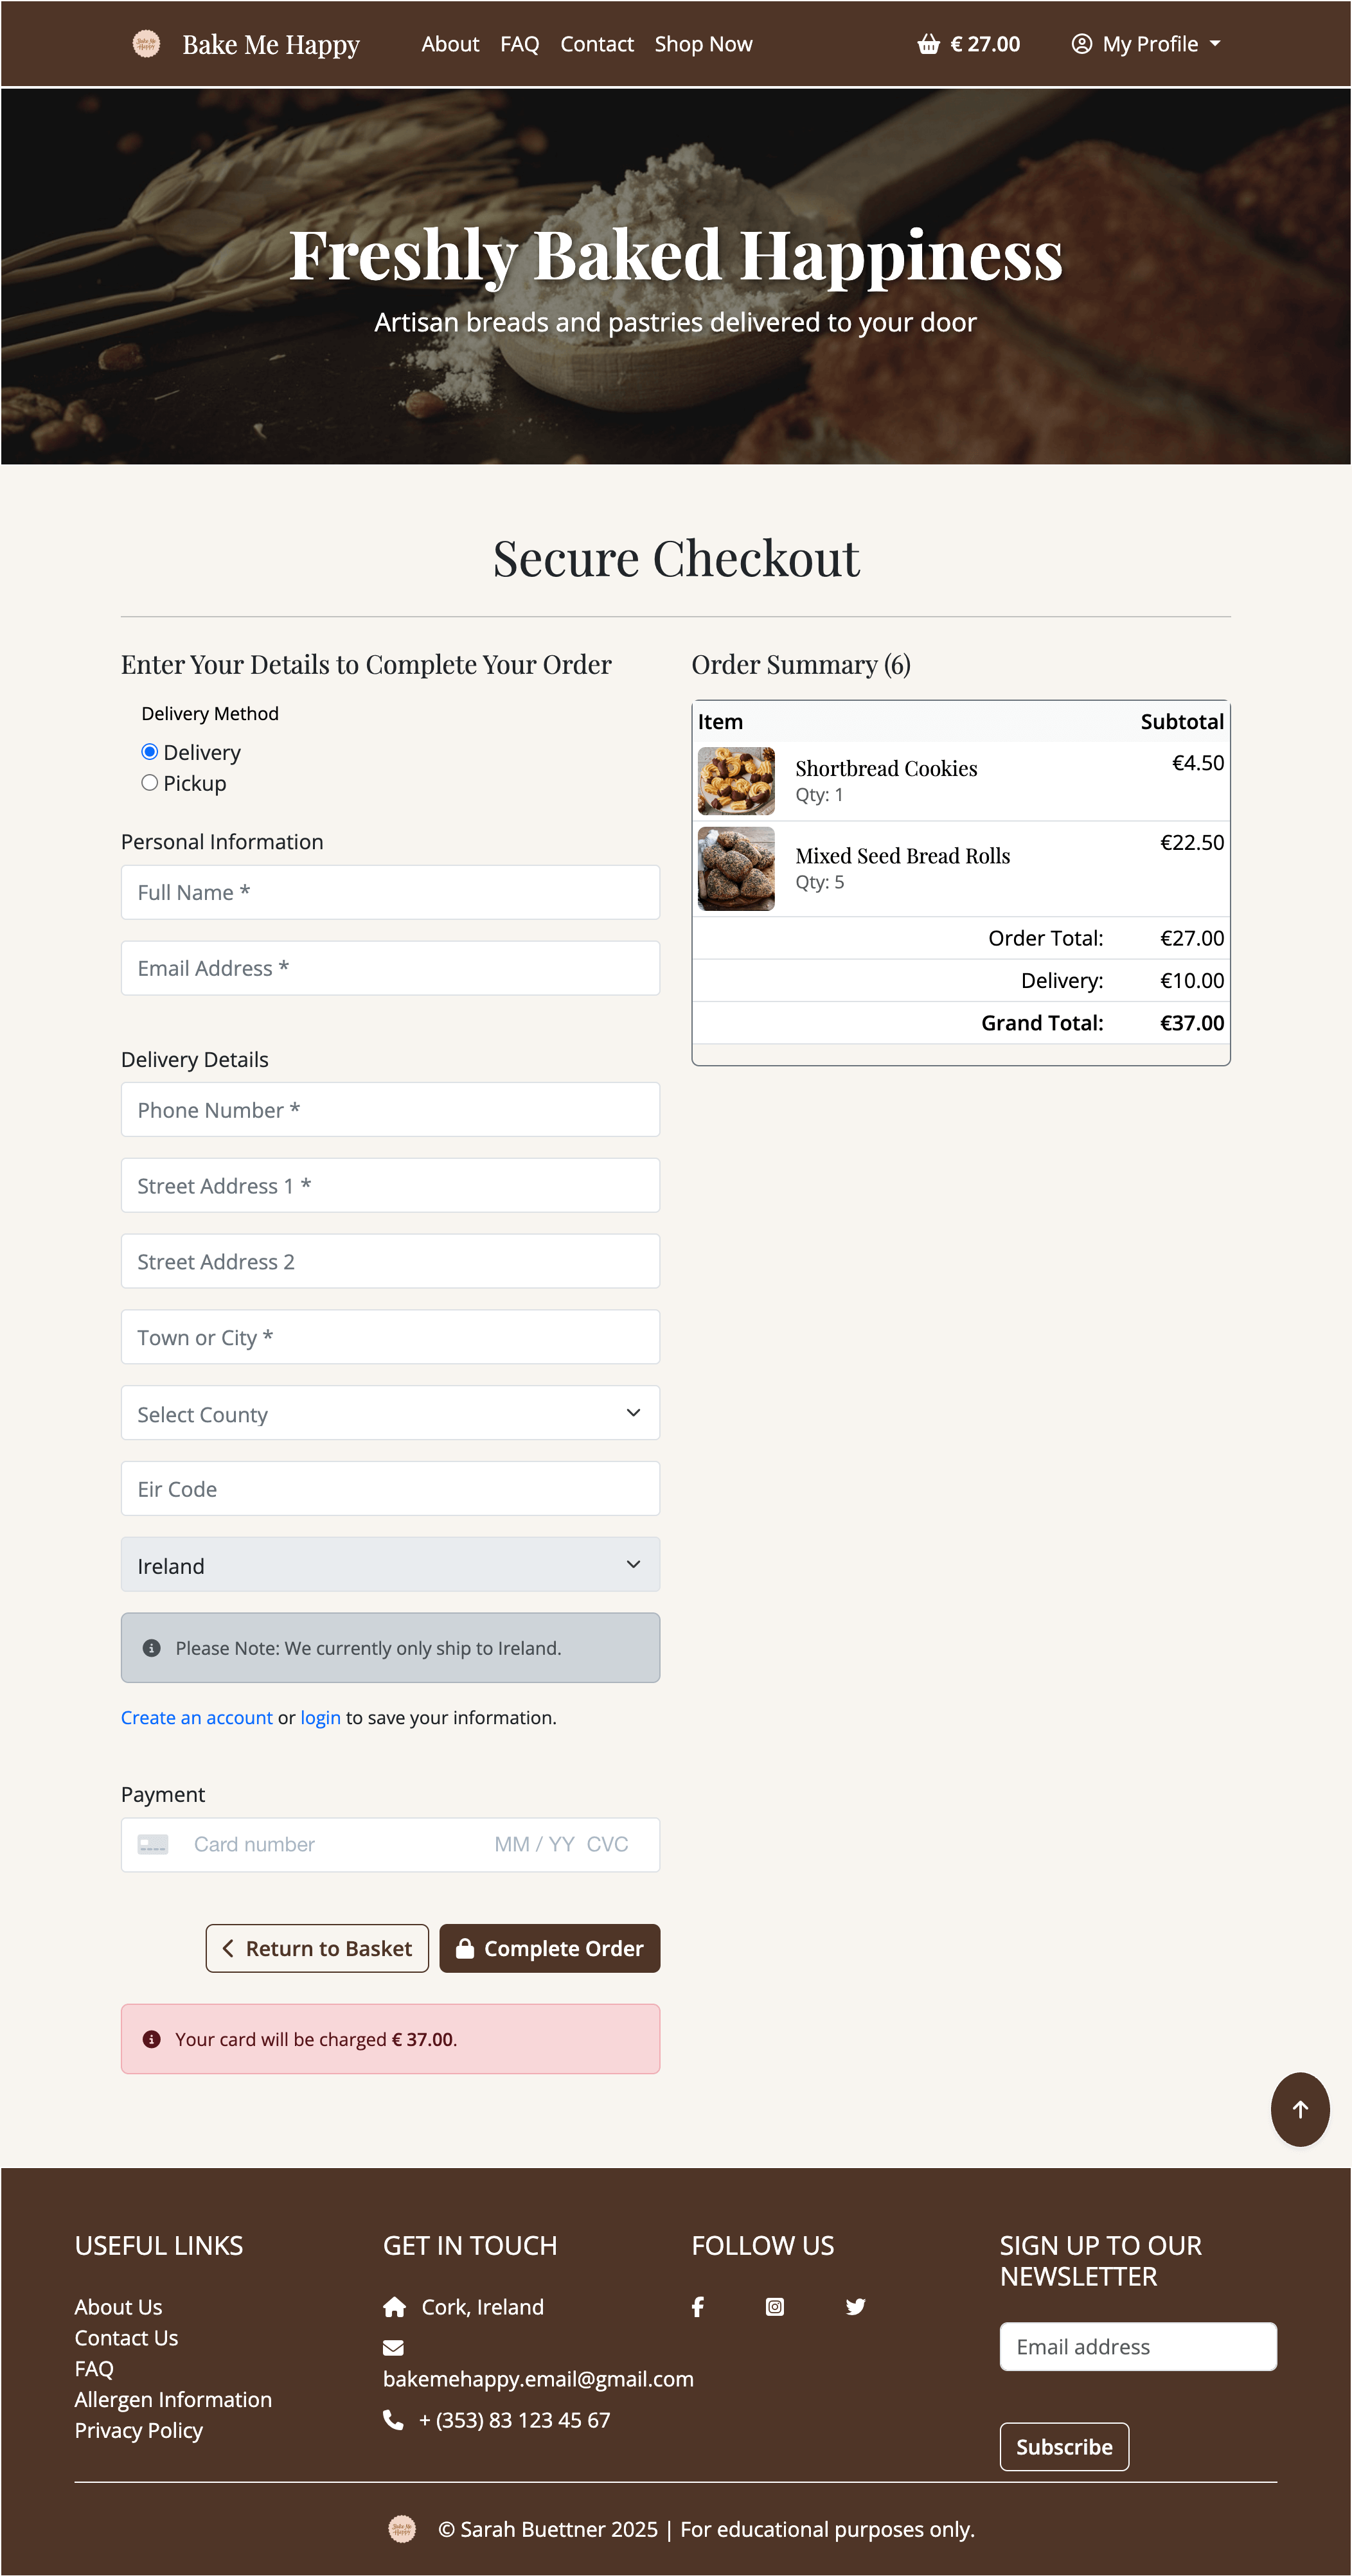 Bake Me Happy
About FAQ Contact Shop Now
€ 27.00
My Profile
Freshly Baked Happiness
Artisan breads and pastries delivered to your door
Secure Checkout
Enter Your Details to Complete Your Order
Delivery Method
Delivery
Pickup
Personal Information
Full Name *
Email Address *
Delivery Details
Phone Number *
Street Address 1 *
Street Address 2
Town or City *
Select County
Eir Code
Ireland
Please Note: We currently only ship to Ireland.
Create an account or login to save your information.
Payment
Card number MM / YY CVC
Return to Basket
Complete Order
Your card will be charged € 37.00.
Order Summary (6)
Item Subtotal
Shortbread Cookies €4.50
Qty: 1
Mixed Seed Bread Rolls €22.50
Qty: 5
Order Total: €27.00
Delivery: €10.00
Grand Total: €37.00
USEFUL LINKS
About Us
Contact Us
FAQ
Allergen Information
Privacy Policy
GET IN TOUCH
Cork, Ireland
bakemehappy.email@gmail.com
+ (353) 83 123 45 67
FOLLOW US
SIGN UP TO OUR
NEWSLETTER
Email address
Subscribe
Bake Me
Happy
© Sarah Buettner 2025 | For educational purposes only.